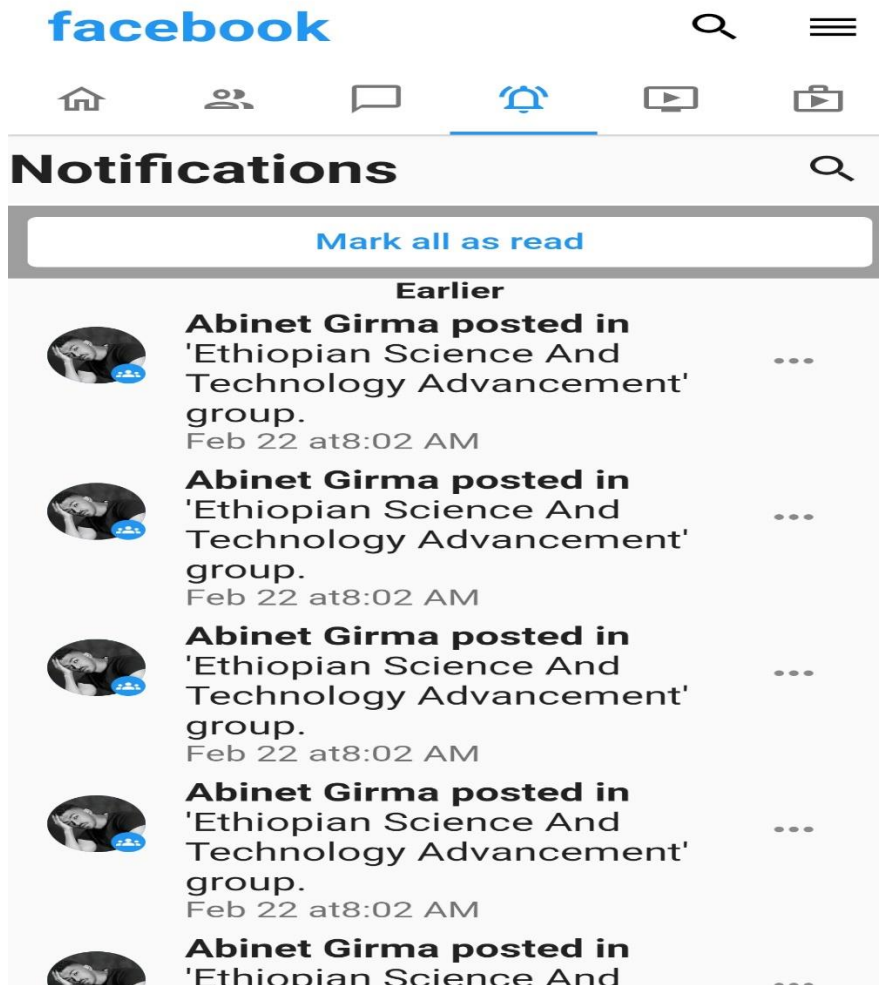 facebook
Notifications
Mark all as read
Earlier
Abinet Girma posted in
'Ethiopian Science And
Technology Advancement'
group.
Feb 22 at8:02 AM
Abinet Girma posted in
'Ethiopian Science And
Technology Advancement'
group.
Feb 22 at8:02 AM
Abinet Girma posted in
'Ethiopian Science And
Technology Advancement'
group.
Feb 22 at8:02 AM
Abinet Girma posted in
'Ethiopian Science And
Technology Advancement'
group.
Feb 22 at8:02 AM
Abinet Girma posted in
'Ethiopian Science And